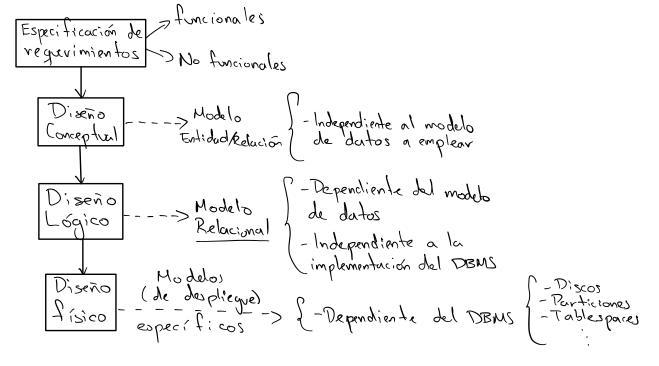 Especificación de
requerimientos
funcionales
No funcionales
Diseño
Conceptual
Modelo
Entidad/Relación
- Independiente al modelo
de datos a emplear
Diseño
Lógico
Modelo
Relacional
- Dependiente del modelo
de datos
- Independiente a la
implementación del DBMS
Diseño
físico
Modelos
(de despliegue)
específicos
- Dependiente del DBMS
- Discos
- Particiones
- Tablespaces
⋮